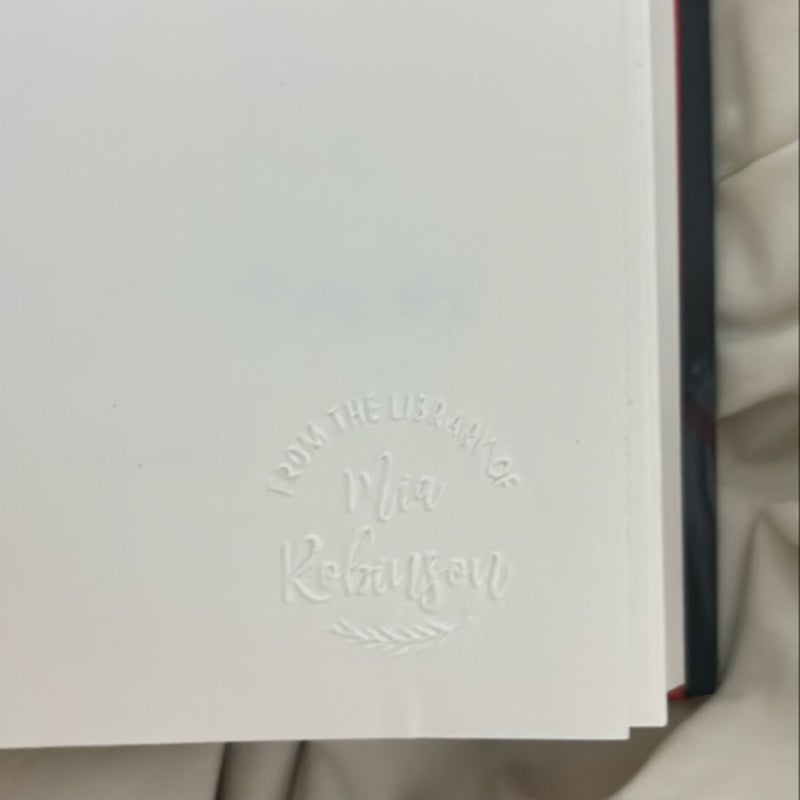 FROM THE LIBRARY OF
Mia
Robinson